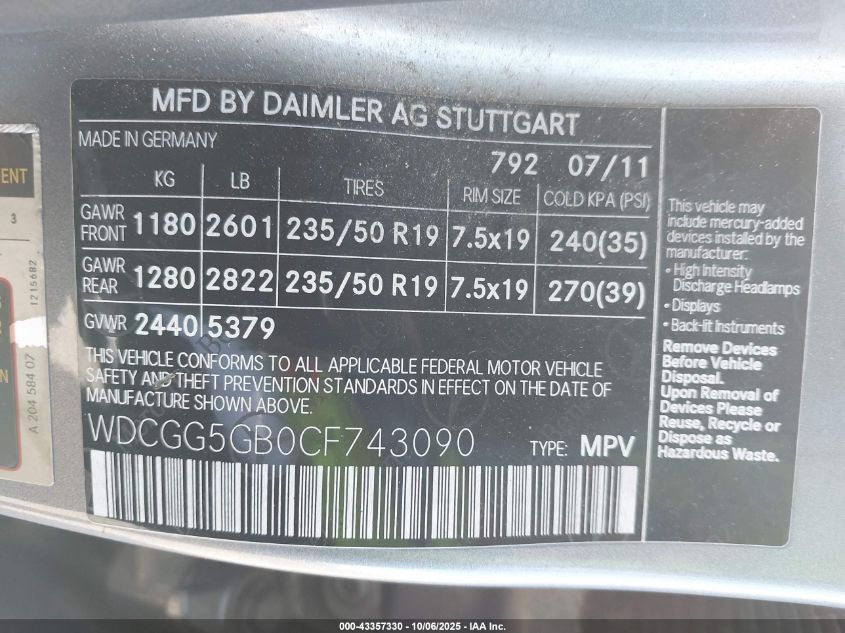 MFD BY DAIMLER AG STUTTGART
MADE IN GERMANY
792 07/11
KG LB TIRES RIM SIZE COLD KPA (PSI)
GAWR FRONT 1180 2601 235/50 R19 7.5x19 240(35)
GAWR REAR 1280 2822 235/50 R19 7.5x19 270(39)
GVWR 2440 5379
THIS VEHICLE CONFORMS TO ALL APPLICABLE FEDERAL MOTOR VEHICLE
SAFETY AND THEFT PREVENTION STANDARDS IN EFFECT ON THE DATE OF
MANUFACTURE SHOWN ABOVE.
WDCGG5GB0CF743090 TYPE: MPV
This vehicle may
include mercury-added
devices installed by the
manufacturer:
• High Intensity
Discharge Headlamps
• Displays
• Back-lit Instruments
Remove Devices
Before Vehicle
Disposal.
Upon Removal of
Devices Please
Reuse, Recycle or
Dispose as
Hazardous Waste.
ENT
3
1215682
A 204 584 07
N
000-43357330 - 10/06/2025 - IAA Inc.